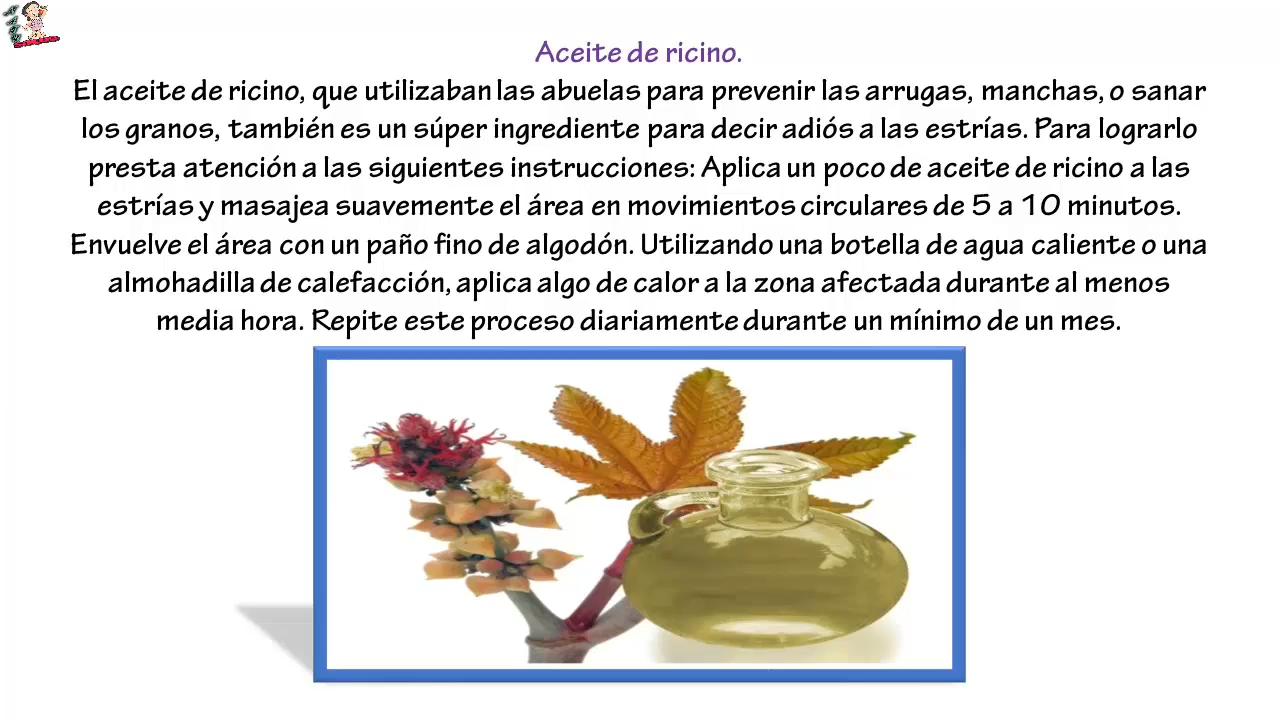 Aceite de ricino.
El aceite de ricino, que utilizaban las abuelas para prevenir las arrugas, manchas, o sanar
los granos, también es un súper ingrediente para decir adiós a las estrías. Para lograrlo
presta atención a las siguientes instrucciones: Aplica un poco de aceite de ricino a las
estrías y masajea suavemente el área en movimientos circulares de 5 a 10 minutos.
Envuelve el área con un paño fino de algodón. Utilizando una botella de agua caliente o una
almohadilla de calefacción, aplica algo de calor a la zona afectada durante al menos
media hora. Repite este proceso diariamente durante un mínimo de un mes.